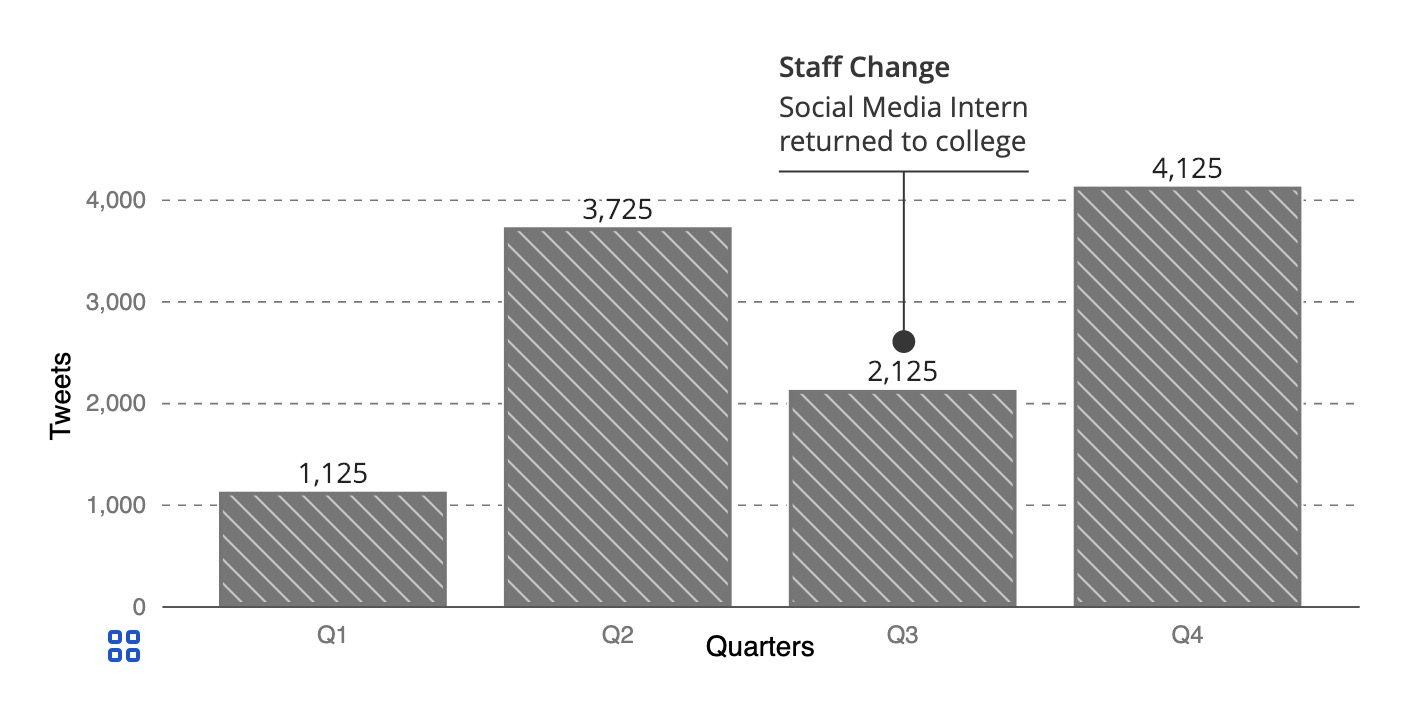 Staff Change
Social Media Intern
returned to college
4,125
4,000
3,725
3,000
2,125
Tweets
2,000
1,125
1,000
0
Q1
Q2
Q3
Q4
Quarters